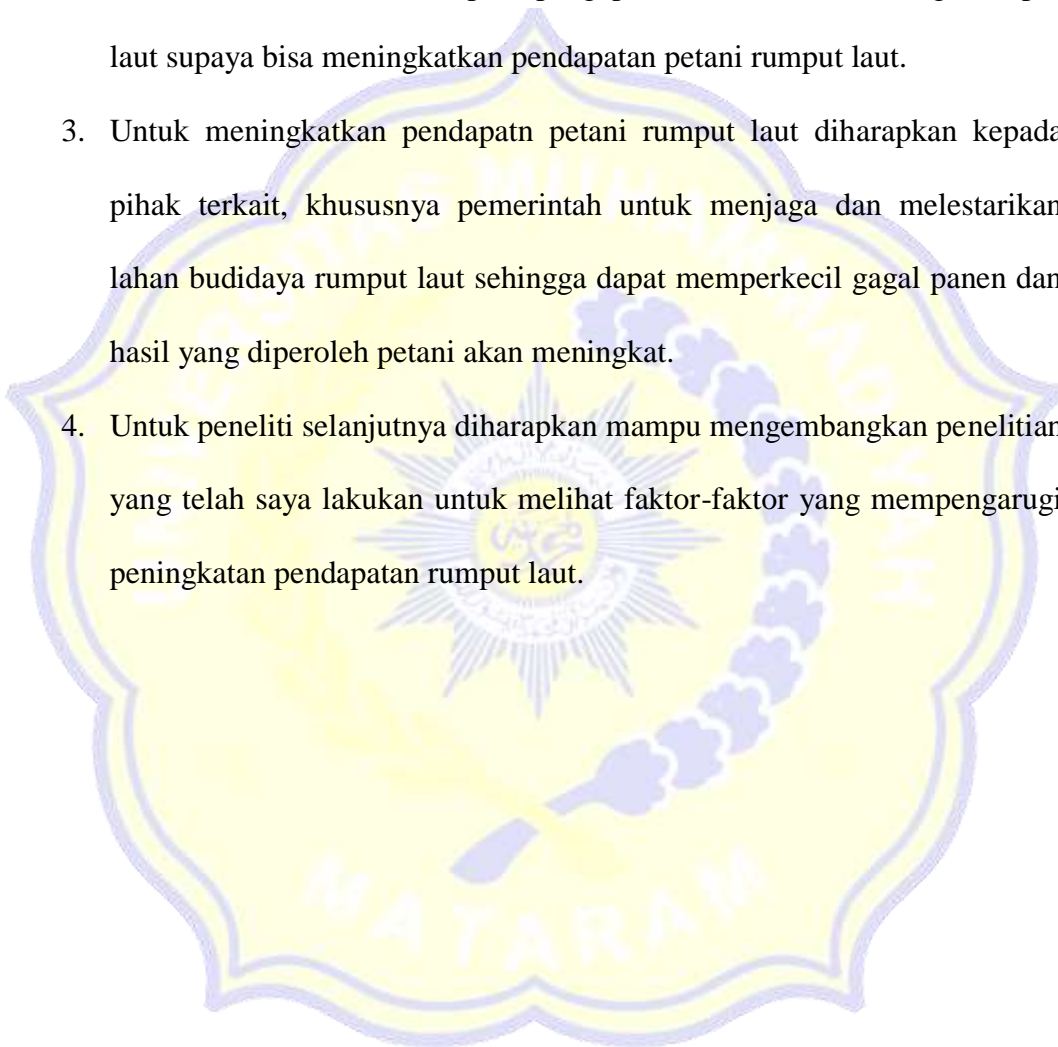 laut supaya bisa meningkatkan pendapatan petani rumput laut.
3. Untuk meningkatkan pendapatn petani rumput laut diharapkan kepada
pihak terkait, khususnya pemerintah untuk menjaga dan melestarikan
lahan budidaya rumput laut sehingga dapat memperkecil gagal panen dan
hasil yang diperoleh petani akan meningkat.
4. Untuk peneliti selanjutnya diharapkan mampu mengembangkan penelitian
yang telah saya lakukan untuk melihat faktor-faktor yang mempengarugi
peningkatan pendapatan rumput laut.
UNIVERSITAS MUHAMMADIYAH
MATARAM